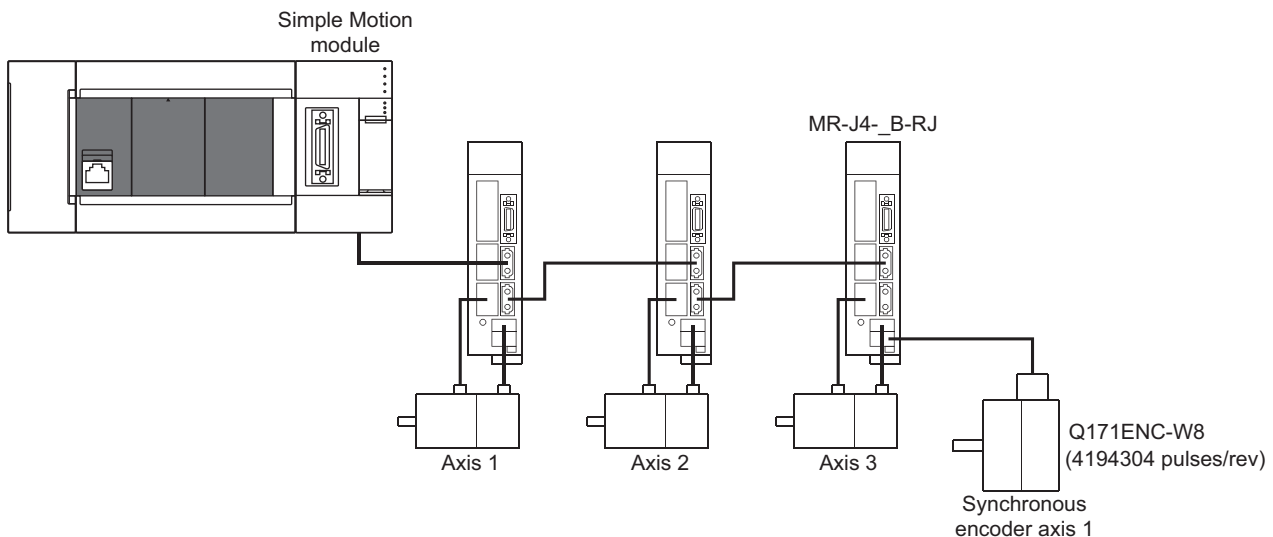 Simple Motion
module
MR-J4-_B-RJ
Axis 1
Axis 2
Axis 3
Q171ENC-W8
(4194304 pulses/rev)
Synchronous
encoder axis 1